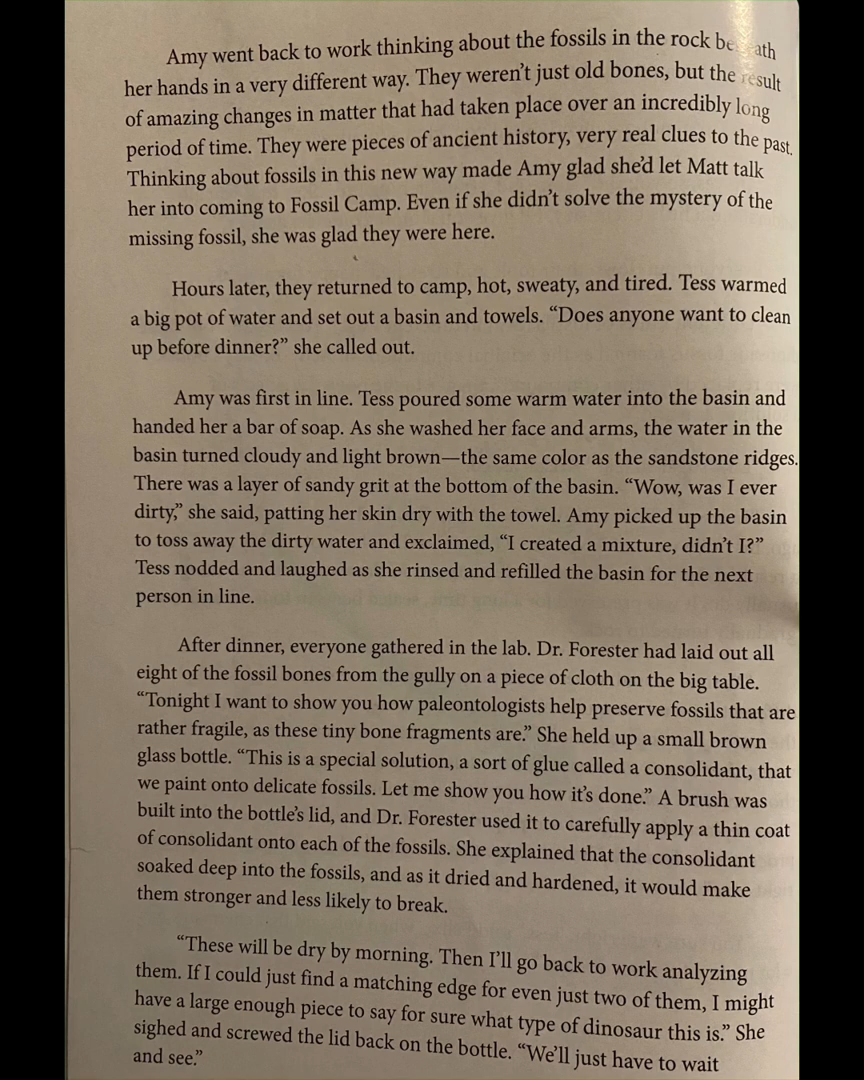 Amy went back to work thinking about the fossils in the rock
her hands in a very different way. They weren’t just old bones, but the result
of amazing changes in matter that had taken place over an incredibly long
period of time. They were pieces of ancient history, very real clues to the past.
Thinking about fossils in this new way made Amy glad she’d let Matt talk
her into coming to Fossil Camp. Even if she didn’t solve the mystery of the
missing fossil, she was glad they were here.
Hours later, they returned to camp, hot, sweaty, and tired. Tess warmed
a big pot of water and set out a basin and towels. “Does anyone want to clean
up before dinner?” she called out.
Amy was first in line. Tess poured some warm water into the basin and
handed her a bar of soap. As she washed her face and arms, the water in the
basin turned cloudy and light brown—the same color as the sandstone ridges.
There was a layer of sandy grit at the bottom of the basin. “Wow, was I ever
dirty,” she said, patting her skin dry with the towel. Amy picked up the basin
to toss away the dirty water and exclaimed, “I created a mixture, didn’t I?”
Tess nodded and laughed as she rinsed and refilled the basin for the next
person in line.
After dinner, everyone gathered in the lab. Dr. Forester had laid out all
eight of the fossil bones from the gully on a piece of cloth on the big table.
“Tonight I want to show you how paleontologists help preserve fossils that are
rather fragile, as these tiny bone fragments are.” She held up a small brown
glass bottle. “This is a special solution, a sort of glue called a consolidant, that
we paint onto delicate fossils. Let me show you how it’s done.” A brush was
built into the bottle’s lid, and Dr. Forester used it to carefully apply a thin coat
of consolidant onto each of the fossils. She explained that the consolidant
soaked deep into the fossils, and as it dried and hardened, it would make
them stronger and less likely to break.
“These will be dry by morning. Then I’ll go back to work analyzing
them. If I could just find a matching edge for even just two of them, I might
have a large enough piece to say for sure what type of dinosaur this is.” She
sighed and screwed the lid back on the bottle. “We’ll just have to wait
and see.”